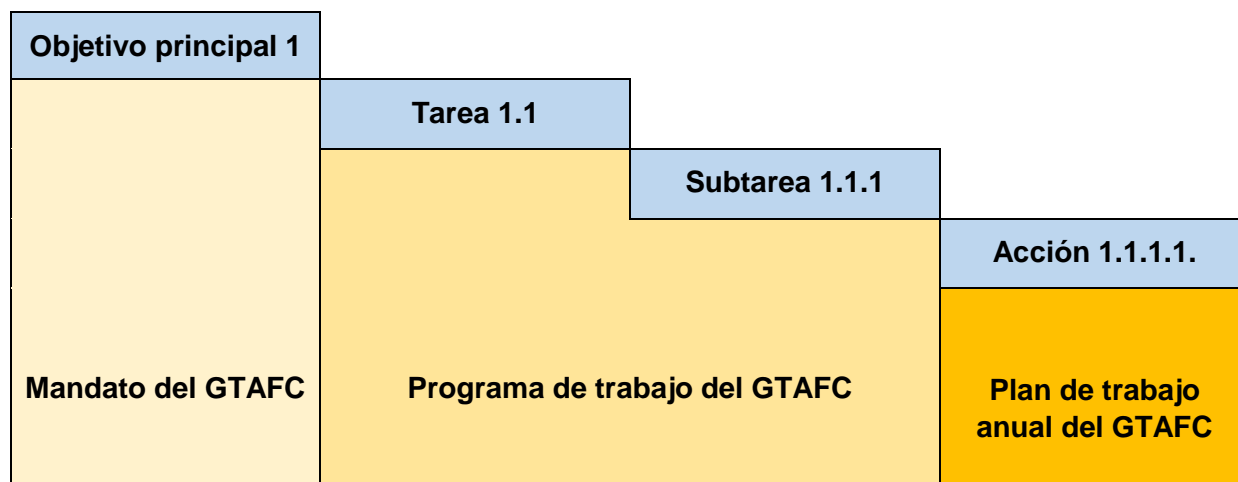 Objetivo principal 1
Tarea 1.1
Subtarea 1.1.1
Acción 1.1.1.1.
Mandato del GTAFC
Programa de trabajo del GTAFC
Plan de trabajo
anual del GTAFC